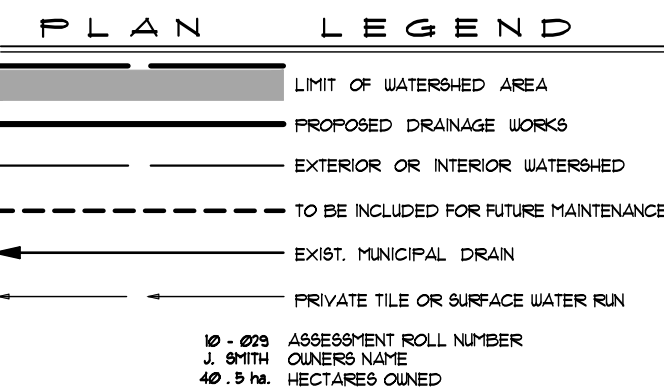 PLAN LEGEND
LIMIT OF WATERSHED AREA
PROPOSED DRAINAGE WORKS
EXTERIOR OR INTERIOR WATERSHED
TO BE INCLUDED FOR FUTURE MAINTENANCE
EXIST. MUNICIPAL DRAIN
PRIVATE TILE OR SURFACE WATER RUN
10 - 029 ASSESSMENT ROLL NUMBER
J. SMITH OWNERS NAME
40 . 5 ha. HECTARES OWNED